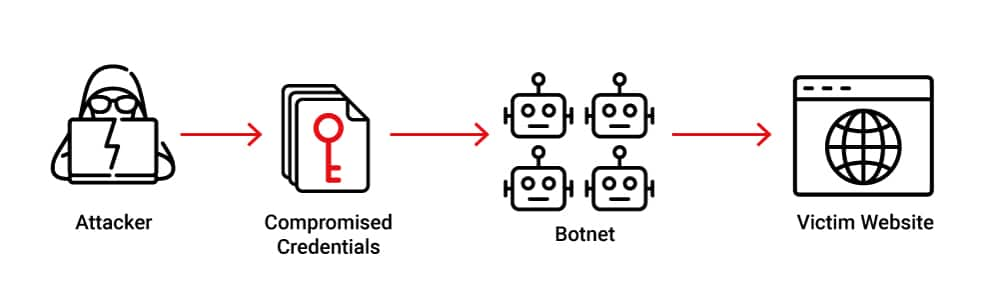 Attacker
Compromised
Credentials
Botnet
Victim Website